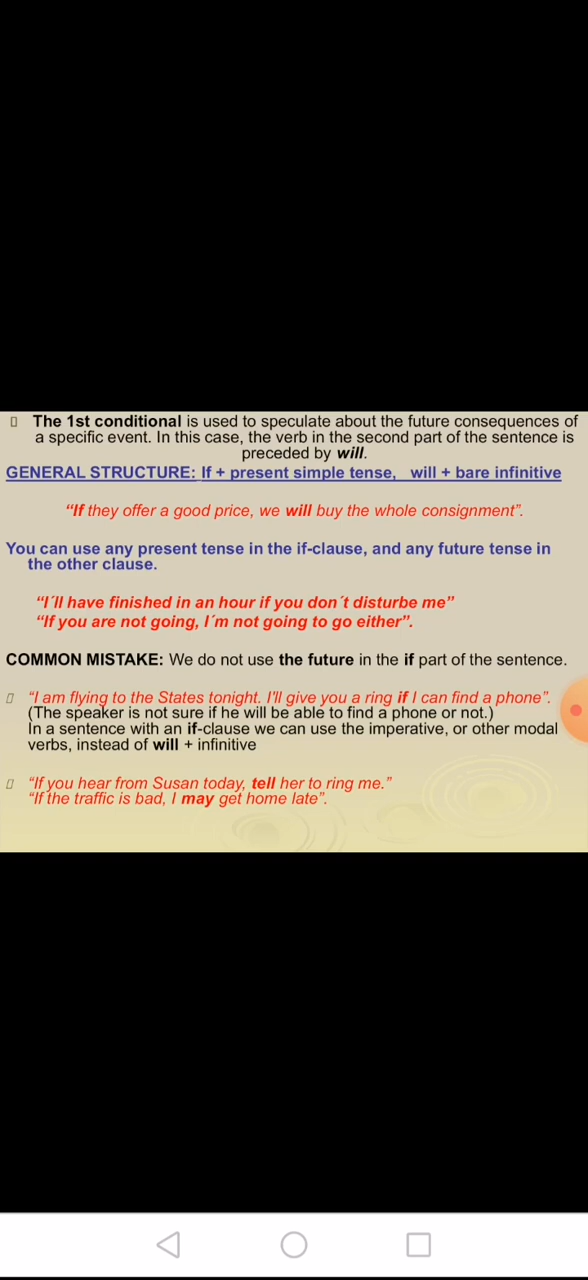 The 1st conditional is used to speculate about the future consequences of
a specific event. In this case, the verb in the second part of the sentence is
preceded by will.
GENERAL STRUCTURE: If + present simple tense, will + bare infinitive
“If they offer a good price, we will buy the whole consignment”.
You can use any present tense in the if-clause, and any future tense in
the other clause.
“I´ll have finished in an hour if you don´t disturbe me”
“If you are not going, I´m not going to go either”.
COMMON MISTAKE: We do not use the future in the if part of the sentence.
“I am flying to the States tonight. I'll give you a ring if I can find a phone”.
(The speaker is not sure if he will be able to find a phone or not.)
In a sentence with an if-clause we can use the imperative, or other modal
verbs, instead of will + infinitive
“If you hear from Susan today, tell her to ring me.”
“If the traffic is bad, I may get home late”.